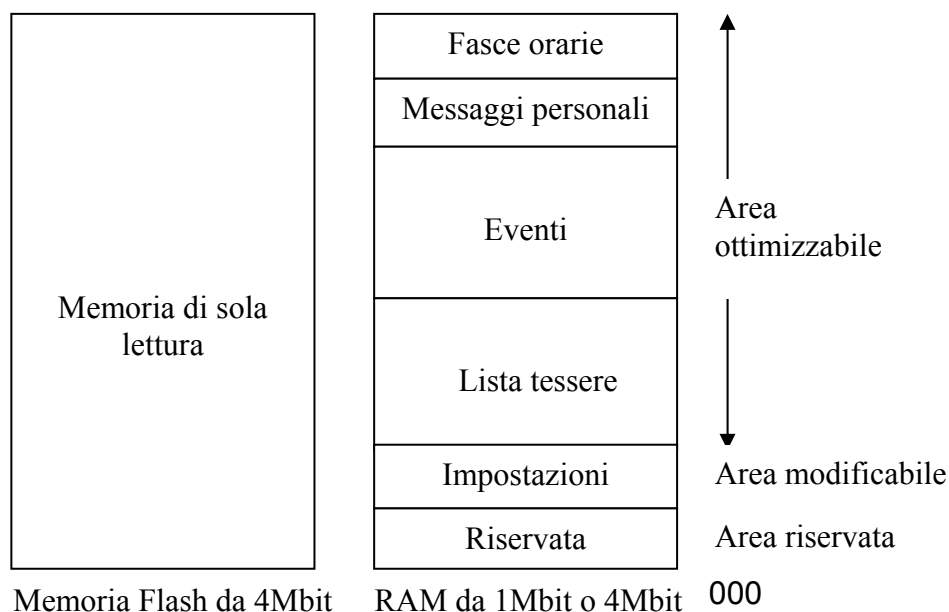 Fasce orarie
Messaggi personali
Eventi
Area
ottimizzabile
Memoria di sola
lettura
Lista tessere
Impostazioni
Area modificabile
Riservata
Area riservata
Memoria Flash da 4Mbit
RAM da 1Mbit o 4Mbit
000